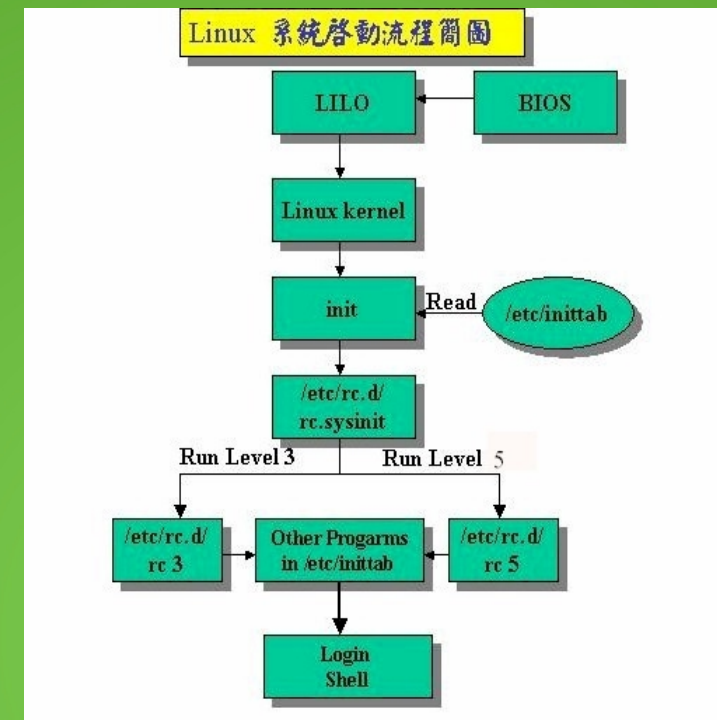 Linux 系統啓動流程簡圖
LILO
BIOS
Linux kernel
init
Read
/etc/inittab
/etc/rc.d/
rc.sysinit
Run Level 3
Run Level 5
/etc/rc.d/
rc 3
Other Progarms
in /etc/inittab
/etc/rc.d/
rc 5
Login
Shell